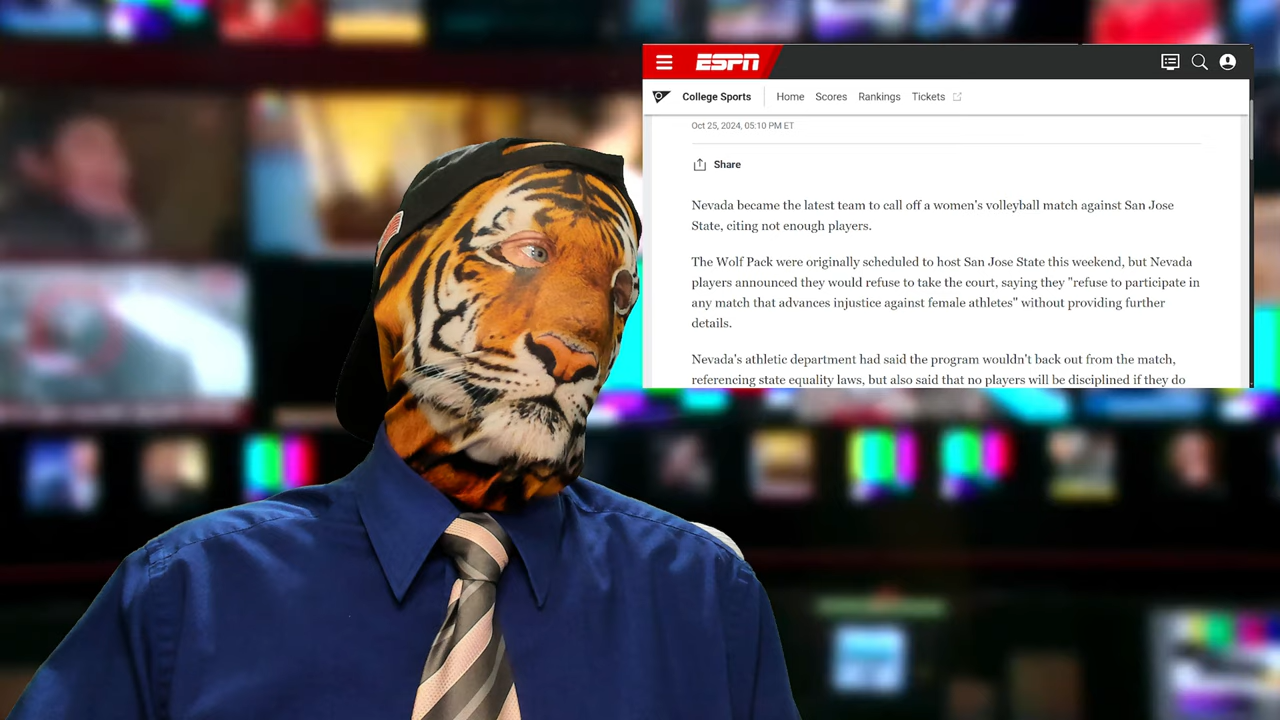 ESPN
College Sports Home Scores Rankings Tickets
Oct 25, 2024, 05:10 PM ET
Share
Nevada became the latest team to call off a women's volleyball match against San Jose
State, citing not enough players.
The Wolf Pack were originally scheduled to host San Jose State this weekend, but Nevada
players announced they would refuse to take the court, saying they "refuse to participate in
any match that advances injustice against female athletes" without providing further
details.
Nevada's athletic department had said the program wouldn't back out from the match,
referencing state equality laws, but also said that no players will be disciplined if they do